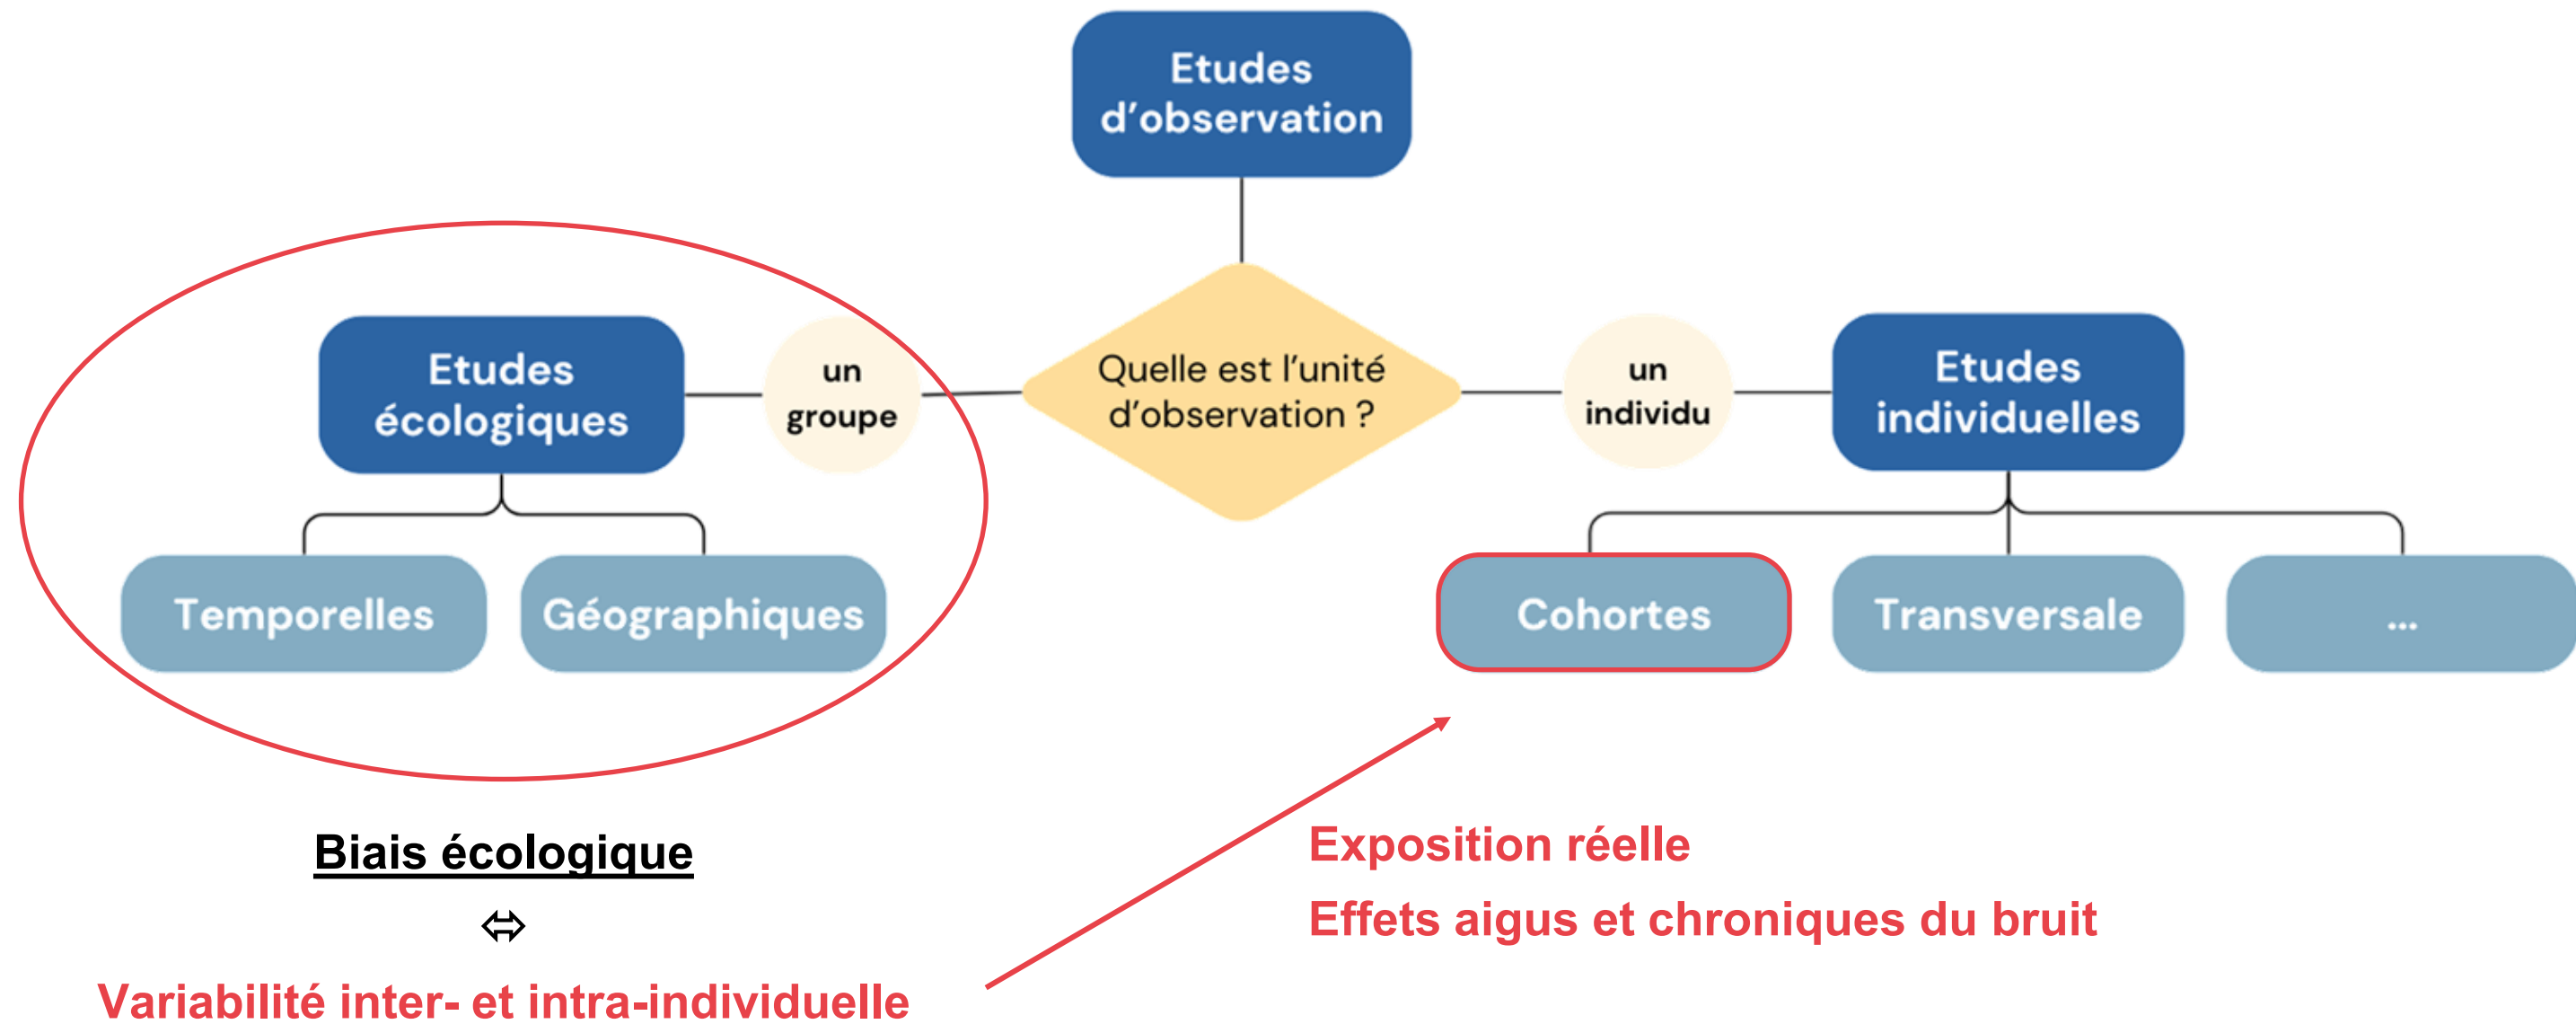 Etudes
d'observation
Quelle est l'unité
d'observation ?
un
groupe
un
individu
Etudes
écologiques
Etudes
individuelles
Temporelles
Géographiques
Cohortes
Transversale
...
Biais écologique
⬄
Variabilité inter- et intra-individuelle
Exposition réelle
Effets aigus et chroniques du bruit